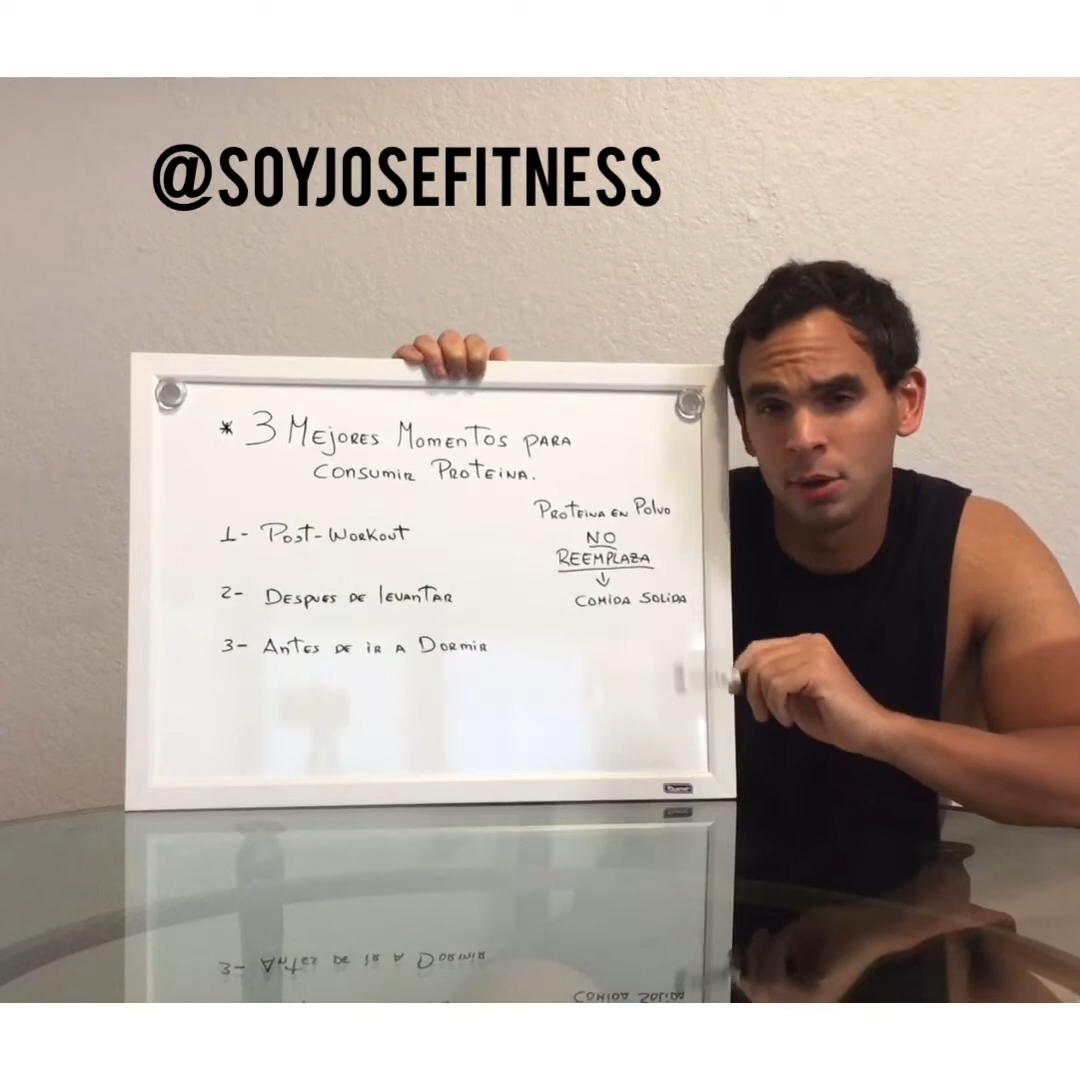 @SOYJOSEFITNESS
* 3 MEJORES MOMENTOS PARA
CONSUMIR PROTEINA.
1- POST-WORKOUT
2- DESPUES DE LEVANTAR
3- ANTES DE IR A DORMIR
PROTEINA EN POLVO
NO
REEMPLAZA
↓
COMIDA SOLIDA